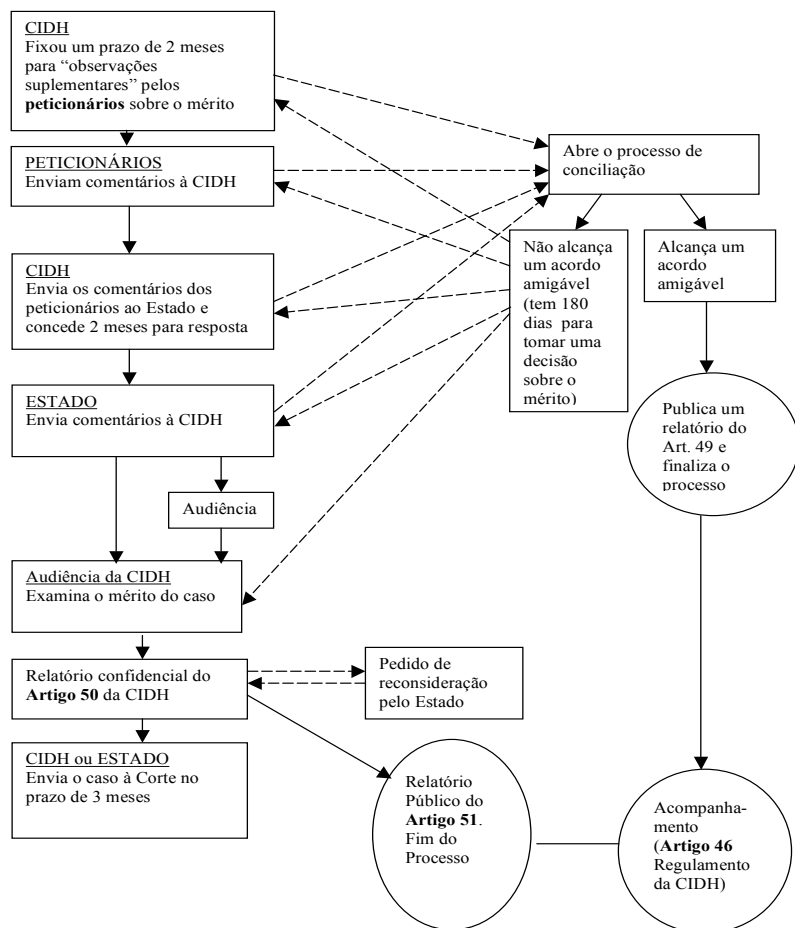 CIDH
Fixou um prazo de 2 meses
para “observações
suplementares” pelos
peticionários sobre o mérito
PETICIONÁRIOS
Enviam comentários à CIDH
CIDH
Envia os comentários dos
peticionários ao Estado e
concede 2 meses para resposta
ESTADO
Envia comentários à CIDH
Audiência
Audiência da CIDH
Examina o mérito do caso
Relatório confidencial do
Artigo 50 da CIDH
CIDH ou ESTADO
Envia o caso à Corte no
prazo de 3 meses
Abre o processo de
conciliação
Não alcança
um acordo
amigável
(tem 180
dias para
tomar uma
decisão
sobre o
mérito)
Alcança um
acordo
amigável
Publica um
relatório do
Art. 49 e
finaliza o
processo
Pedido de
reconsideração
pelo Estado
Relatório
Público do
Artigo 51.
Fim do
Processo
Acompanha-
mento
(Artigo 46
Regulamento
da CIDH)